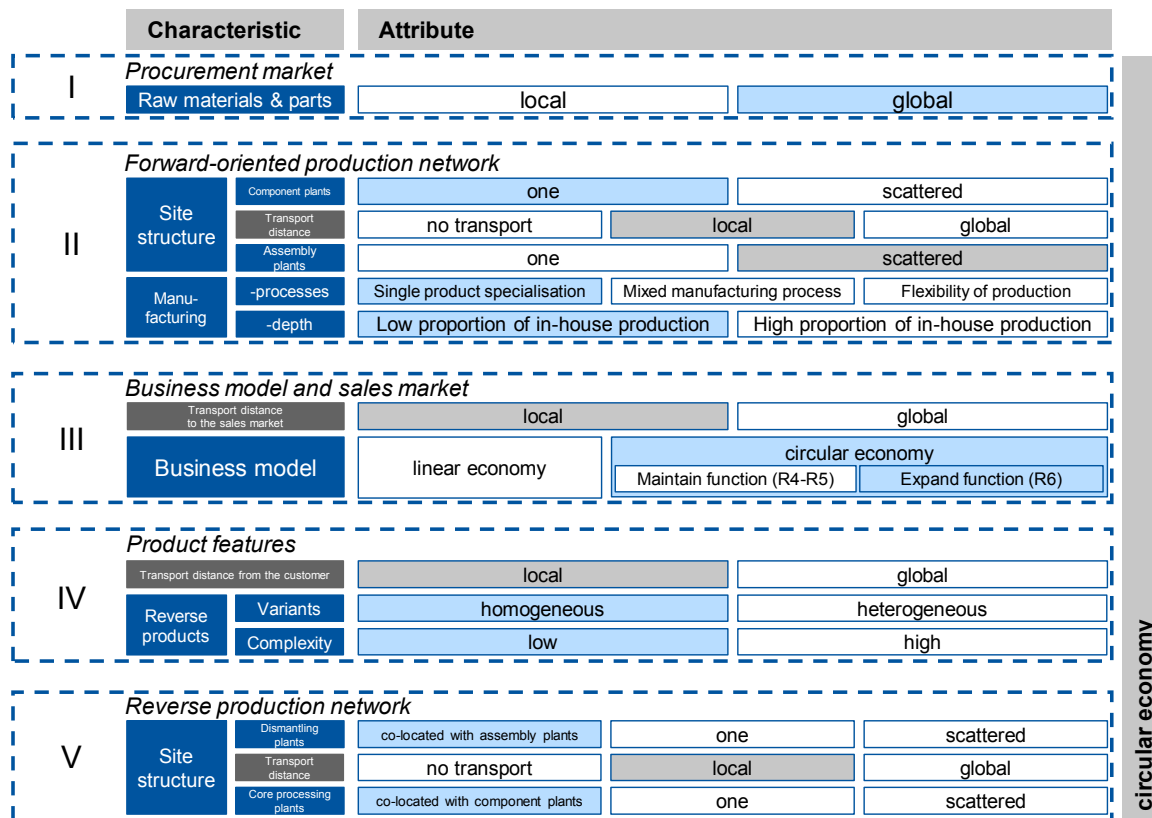 Characteristic Attribute
I
Procurement market
Raw materials & parts local global
II
Forward-oriented production network
Site
structure
Component plants one scattered
Transport
distance
no transport local global
Assembly
plants
one scattered
Manu-
facturing
-processes Single product specialisation Mixed manufacturing process Flexibility of production
-depth Low proportion of in-house production High proportion of in-house production
III
Business model and sales market
Transport distance
to the sales market
local global
Business model linear economy circular economy
Maintain function (R4-R5) Expand function (R6)
IV
Product features
Transport distance from the customer local global
Reverse
products
Variants homogeneous heterogeneous
Complexity low high
V
Reverse production network
Site
structure
Dismantling
plants
co-located with assembly plants one scattered
Transport
distance
no transport local global
Core processing
plants
co-located with component plants one scattered
circular economy